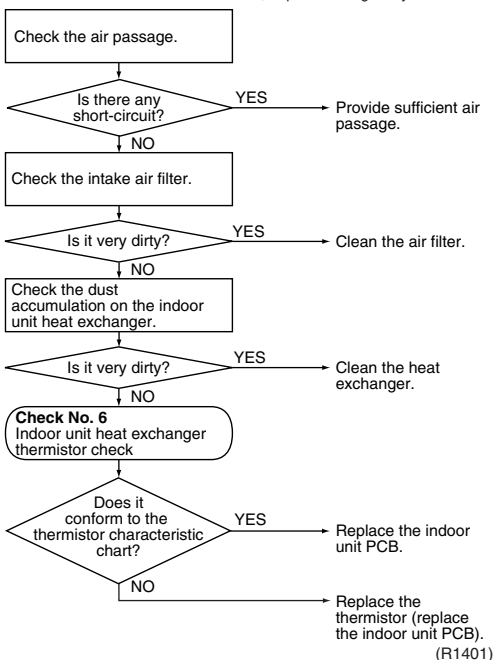 Check the air passage.
Is there any
short-circuit?
YES
Provide sufficient air
passage.
NO
Check the intake air filter.
Is it very dirty?
YES
Clean the air filter.
NO
Check the dust
accumulation on the indoor
unit heat exchanger.
Is it very dirty?
YES
Clean the heat
exchanger.
NO
Check No. 6
Indoor unit heat exchanger
thermistor check
Does it
conform to the
thermistor characteristic
chart?
YES
Replace the indoor
unit PCB.
NO
Replace the
thermistor (replace
the indoor unit PCB).
(R1401)